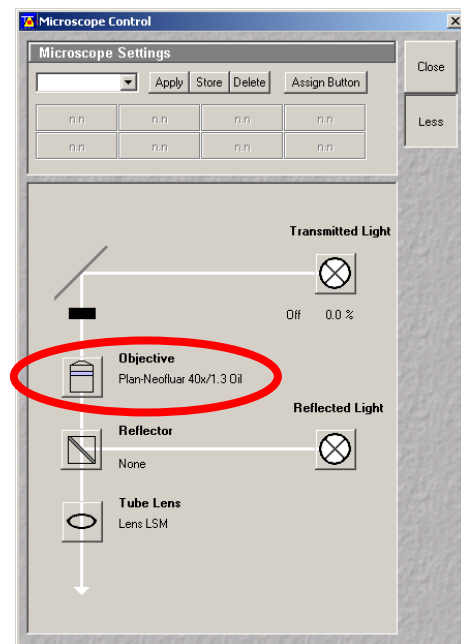 Microscope Control
Microscope Settings
Apply Store Delete Assign Button
n.n n.n n.n n.n
n.n n.n n.n n.n
Close
Less
Transmitted Light
Off 0.0 %
Objective
Plan-Neofluar 40x/1.3 Oil
Reflected Light
Reflector
None
Tube Lens
Lens LSM